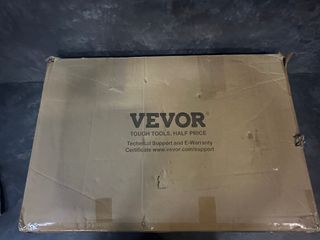 VEVOR®
TOUGH TOOLS, HALF PRICE
Technical Support and E-Warranty
Certificate www.vevor.com/support